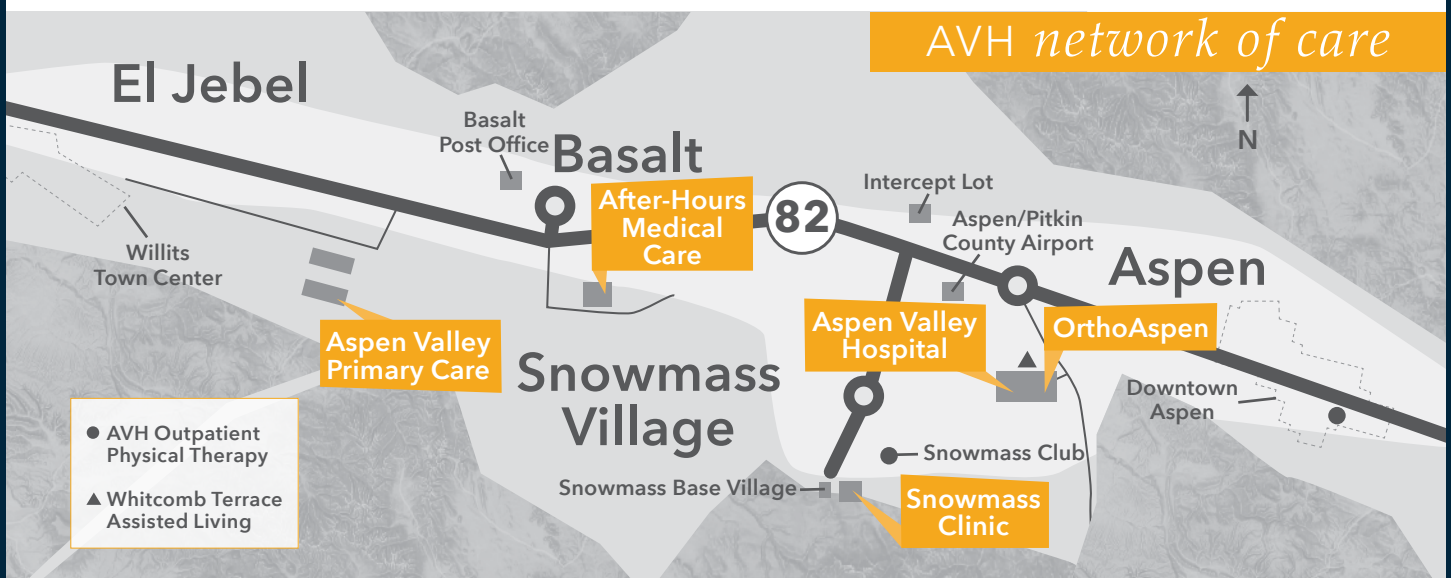 AVH network of care
El Jebel
N
Basalt
Post Office
Basalt
After-Hours
Medical
Care
82
Intercept Lot
Aspen/Pitkin
County Airport
Aspen
Willits
Town Center
Aspen Valley
Primary Care
Snowmass
Village
Aspen Valley
Hospital
OrthoAspen
Downtown
Aspen
Snowmass Club
Snowmass Base Village
Snowmass
Clinic
AVH Outpatient
Physical Therapy
Whitcomb Terrace
Assisted Living